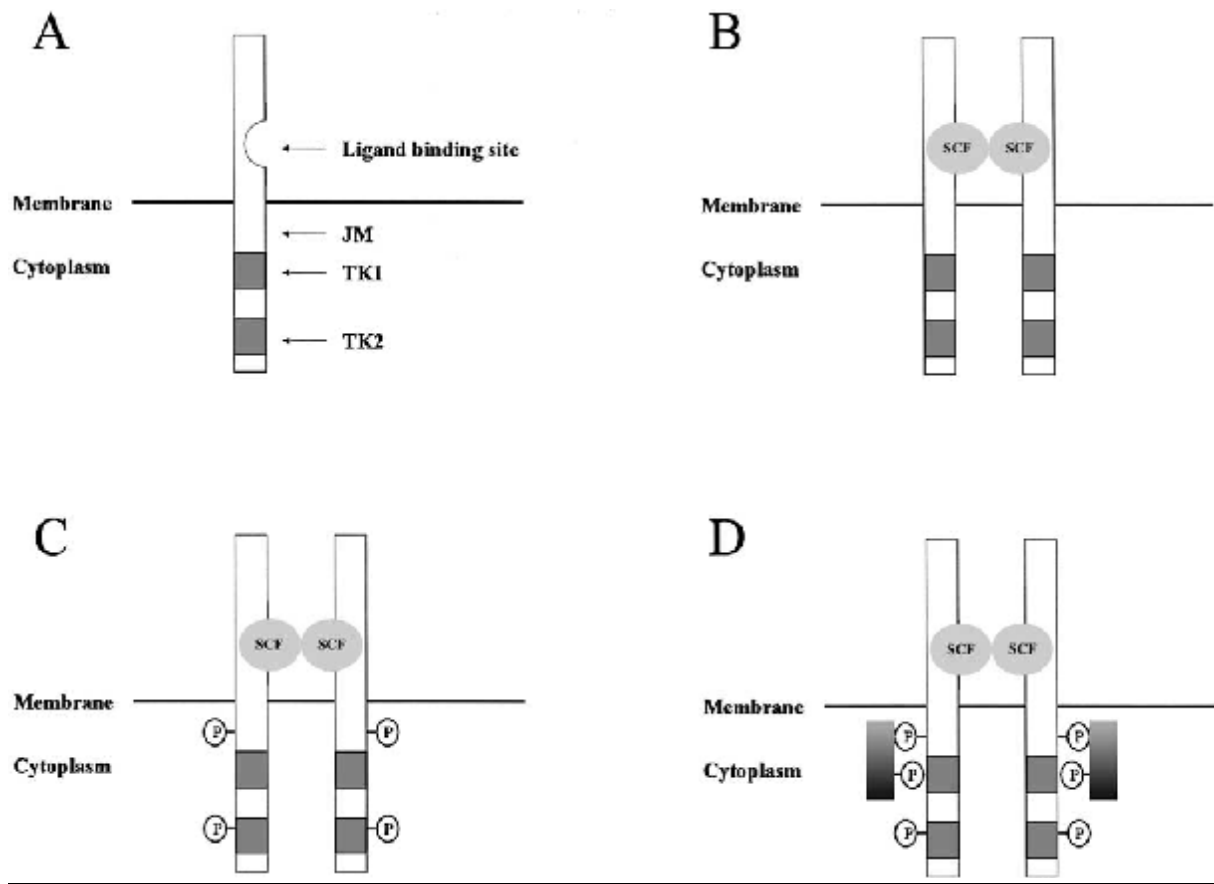 A
Ligand binding site
Membrane
JM
Cytoplasm
TK1
TK2
B
SCF SCF
Membrane
Cytoplasm
C
SCF SCF
Membrane
P P
Cytoplasm
P P
D
SCF SCF
Membrane
P P
Cytoplasm P P
P P